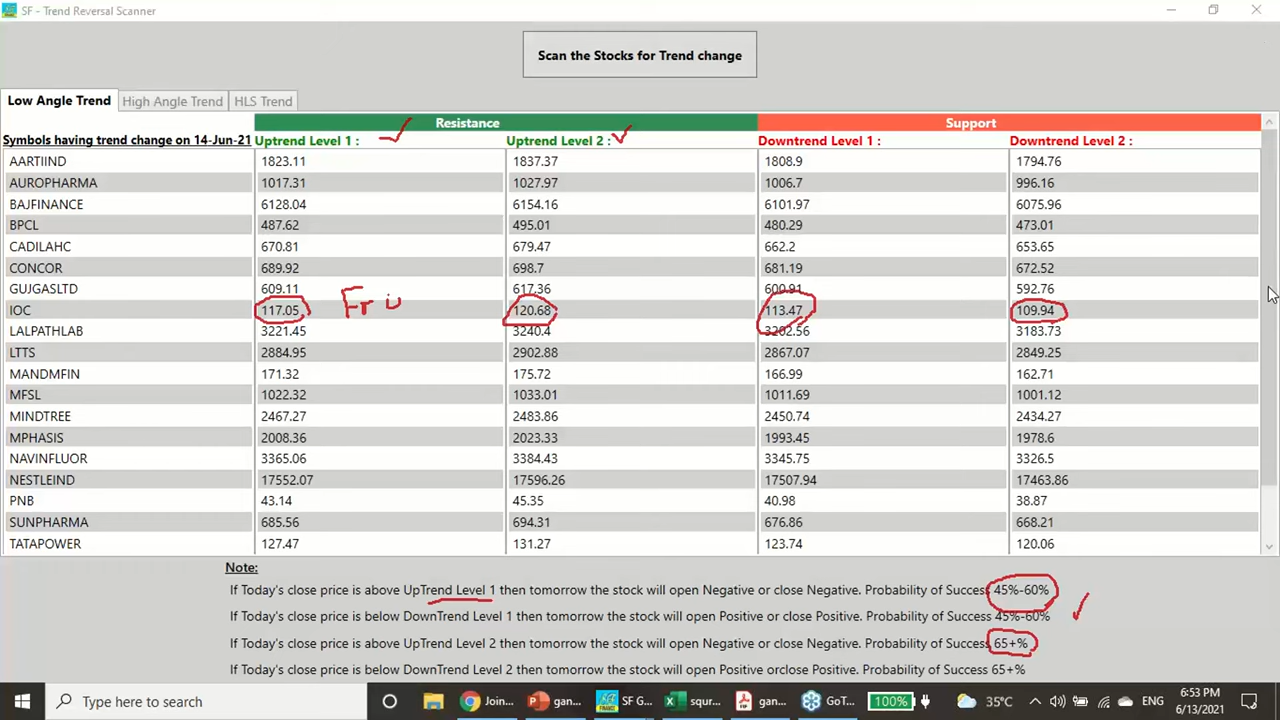 SF - Trend Reversal Scanner
Scan the Stocks for Trend change
Low Angle Trend High Angle Trend HLS Trend
Resistance Support
Symbols having trend change on 14-Jun-21 Uptrend Level 1 : Uptrend Level 2 : Downtrend Level 1 : Downtrend Level 2 :
AARTIIND 1823.11 1837.37 1808.9 1794.76
AUROPHARMA 1017.31 1027.97 1006.7 996.16
BAJFINANCE 6128.04 6154.16 6101.97 6075.96
BPCL 487.62 495.01 480.29 473.01
CADILAHC 670.81 679.47 662.2 653.65
CONCOR 689.92 698.7 681.19 672.52
GUJGASLTD 609.11 617.36 600.91 592.76
IOC 117.05 Fri 120.68 113.47 109.94
LALPATHLAB 3221.45 3240.4 3202.56 3183.73
LTTS 2884.95 2902.88 2867.07 2849.25
MANDMFIN 171.32 175.72 166.99 162.71
MFSL 1022.32 1033.01 1011.69 1001.12
MINDTREE 2467.27 2483.86 2450.74 2434.27
MPHASIS 2008.36 2023.33 1993.45 1978.6
NAVINFLUOR 3365.06 3384.43 3345.75 3326.5
NESTLEIND 17552.07 17596.26 17507.94 17463.86
PNB 43.14 45.35 40.98 38.87
SUNPHARMA 685.56 694.31 676.86 668.21
TATAPOWER 127.47 131.27 123.74 120.06
Note:
If Today's close price is above UpTrend Level 1 then tomorrow the stock will open Negative or close Negative. Probability of Success 45%-60%
If Today's close price is below DownTrend Level 1 then tomorrow the stock will open Positive or close Positive. Probability of Success 45%-60%
If Today's close price is above UpTrend Level 2 then tomorrow the stock will open Negative or close Negative. Probability of Success 65+%
If Today's close price is below DownTrend Level 2 then tomorrow the stock will open Positive orclose Positive. Probability of Success 65+%
Type here to search Join... gan... SF G... squr... gan... GoT... 100% 35°C ENG 6:53 PM
6/13/2021